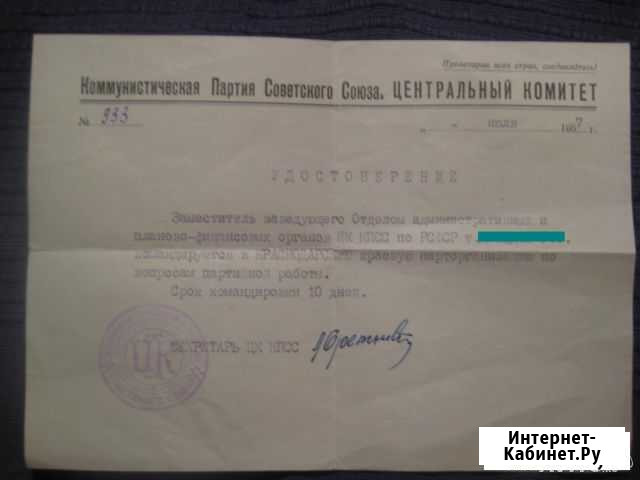 Пролетарии всех стран, соединяйтесь!
Коммунистическая Партия Советского Союза. ЦЕНТРАЛЬНЫЙ КОМИТЕТ
№ 933
„ - " июля 1957 г.
УДОСТОВЕРЕНИЕ
Заместитель заведующего Отделом административных и
планово-финансовых органов ЦК КПСС по РСФСР т.
командируется в КРАСНОДАРСКУЮ краевую парторганизацию по
вопросам партийной работы.
Срок командировки 10 дней.
СЕКРЕТАРЬ ЦК КПСС
ЦК
Интернет-
Кабинет.Ру